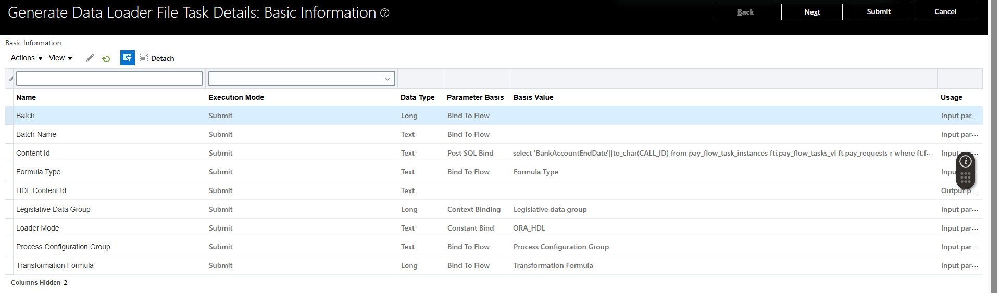 Generate Data Loader File Task Details: Basic Information
Back Next Submit Cancel
Basic Information
Actions View Detach
Name Execution Mode Data Type Parameter Basis Basis Value Usage
Batch Submit Long Bind To Flow Input par...
Batch Name Submit Text Bind To Flow Input par...
Content Id Submit Text Post SQL Bind select 'BankAccountEndDate'||to_char(CALL_ID) from pay_flow_task_instances fti,pay_flow_tasks_vl ft,pay_requests r where ft.f...
Formula Type Submit Text Bind To Flow Formula Type
HDL Content Id Submit Text Output p...
Legislative Data Group Submit Long Context Binding Legislative data group Input par...
Loader Mode Submit Text Constant Bind ORA_HDL Input par...
Process Configuration Group Submit Text Bind To Flow Process Configuration Group Input par...
Transformation Formula Submit Long Bind To Flow Transformation Formula Input par...
Columns Hidden 2